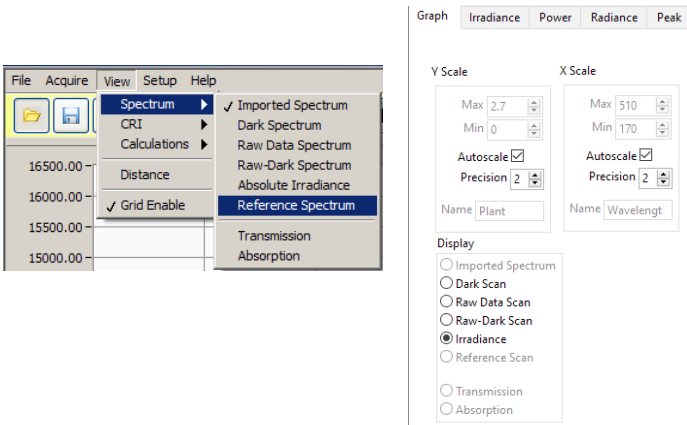 File Acquire View Setup Help
Spectrum
CRI
Calculations
Distance
Grid Enable
Imported Spectrum
Dark Spectrum
Raw Data Spectrum
Raw-Dark Spectrum
Absolute Irradiance
Reference Spectrum
Transmission
Absorption
16500.00
16000.00
15500.00
15000.00
Graph Irradiance Power Radiance Peak
Y Scale
Max 2.7
Min 0
Autoscale
Precision 2
Name Plant
X Scale
Max 510
Min 170
Autoscale
Precision 2
Name Wavelengt
Display
Imported Spectrum
Dark Scan
Raw Data Scan
Raw-Dark Scan
Irradiance
Reference Scan
Transmission
Absorption